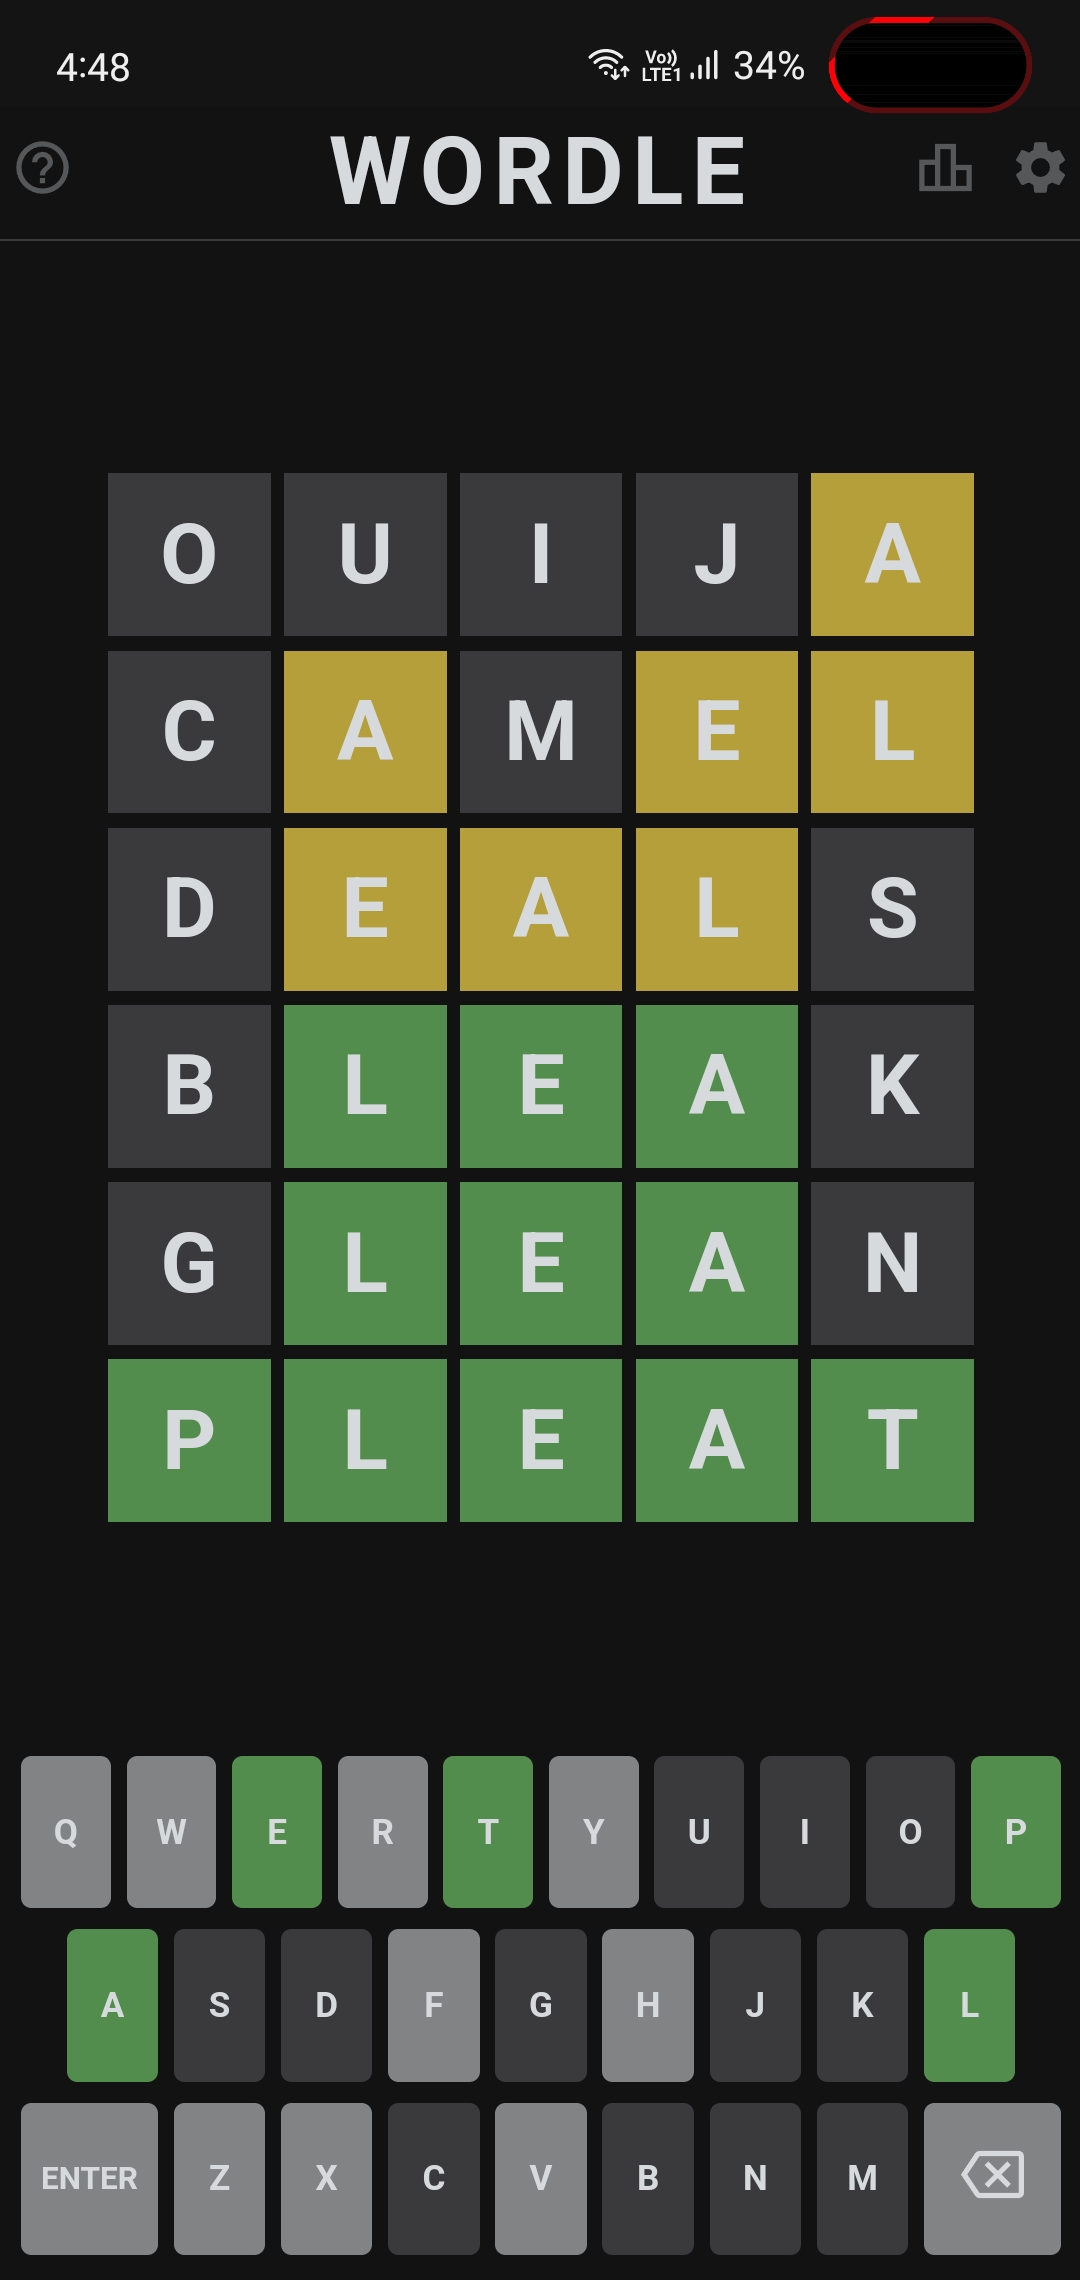 4:48 Vo)) LTE1 34%
WORDLE
O U I J A
C A M E L
D E A L S
B L E A K
G L E A N
P L E A T
Q W E R T Y U I O P
A S D F G H J K L
ENTER Z X C V B N M